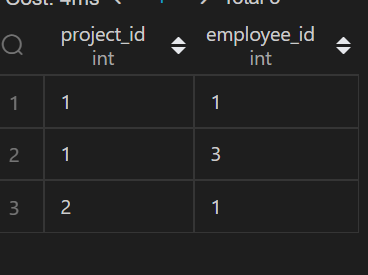 project_id employee_id
int int
1 1 1
2 1 3
3 2 1